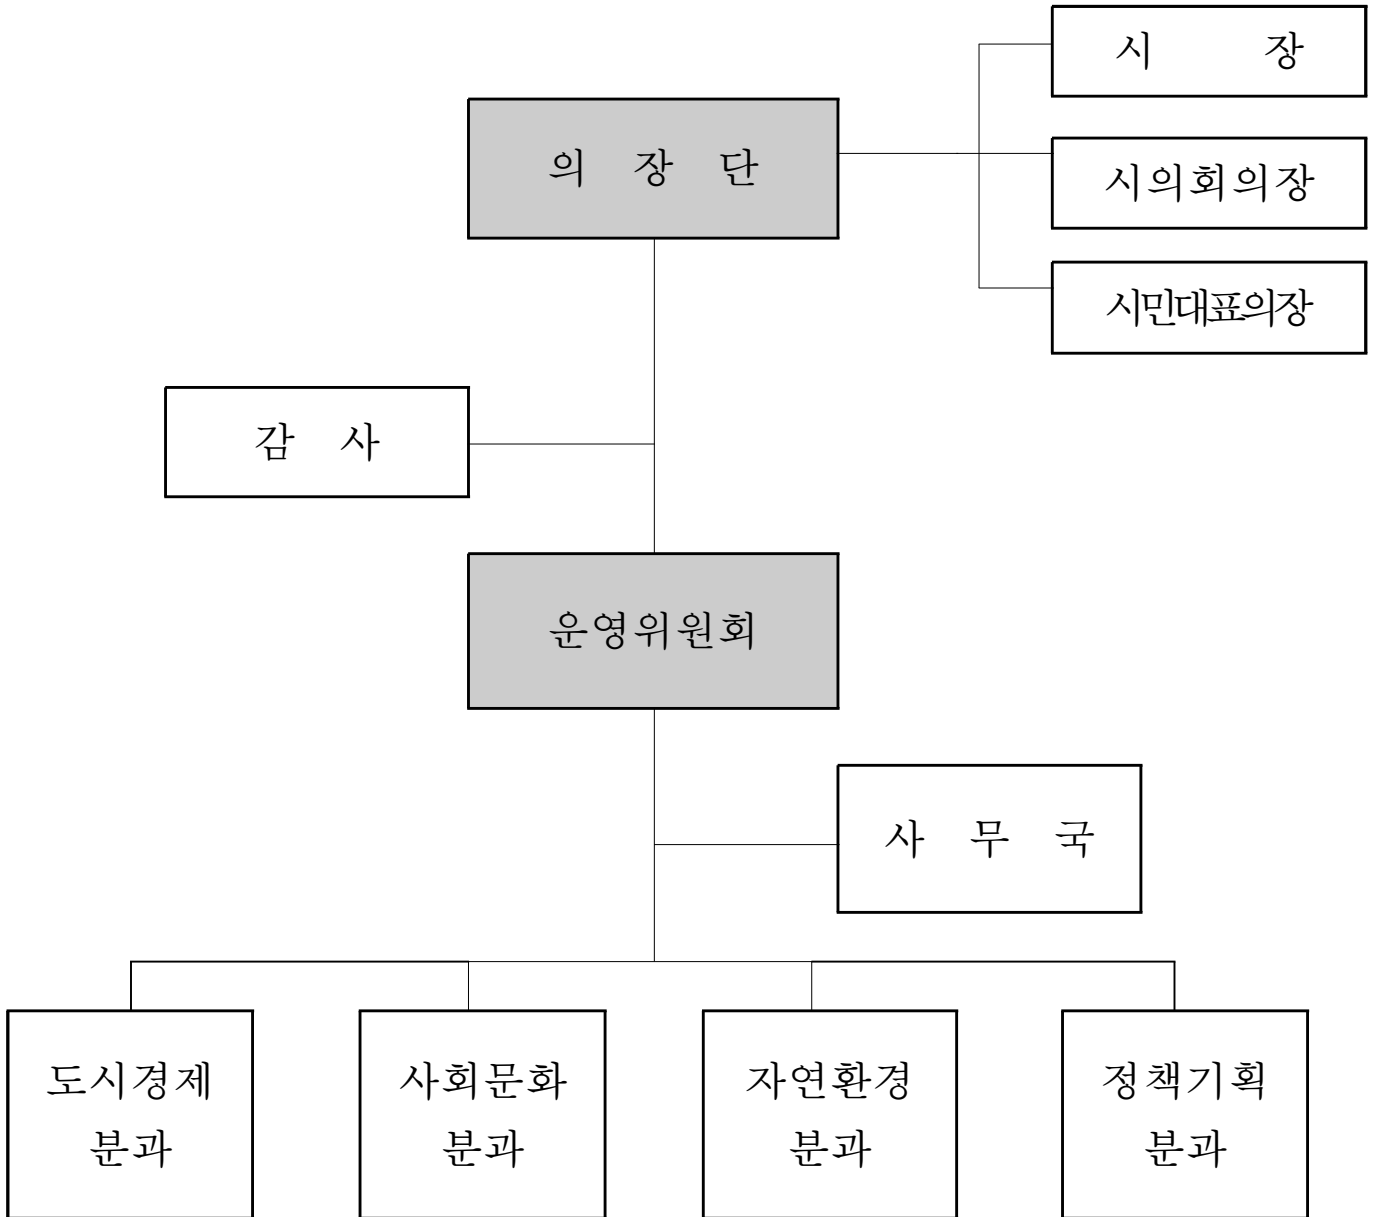 시 장
의 장 단
시의회의장
시민대표의장
감 사
운영위원회
사 무 국
도시경제
분과
사회문화
분과
자연환경
분과
정책기획
분과